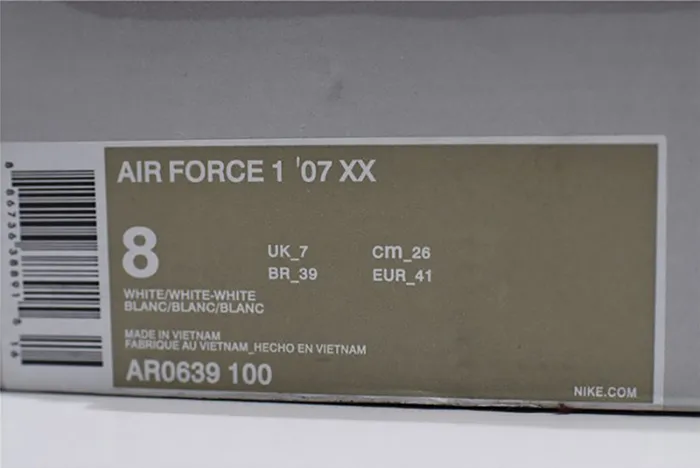 AIR FORCE 1 '07 XX
8
UK_7 cm_26
BR_39 EUR_41
WHITE/WHITE-WHITE
BLANC/BLANC/BLANC
MADE IN VIETNAM
FABRIQUE AU VIETNAM_HECHO EN VIETNAM
AR0639 100
NIKE.COM